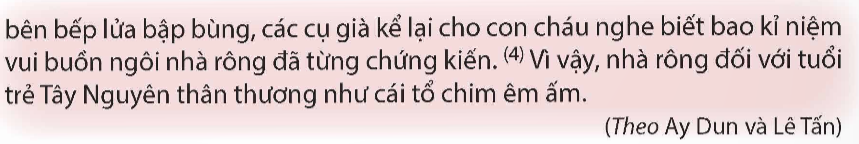 bên bếp lửa bập bùng, các cụ già kể lại cho con cháu nghe biết bao kỉ niệm
vui buồn ngôi nhà rông đã từng chứng kiến. (4) Vì vậy, nhà rông đối với tuổi
trẻ Tây Nguyên thân thương như cái tổ chim êm ấm.
(Theo Ay Dun và Lê Tấn)